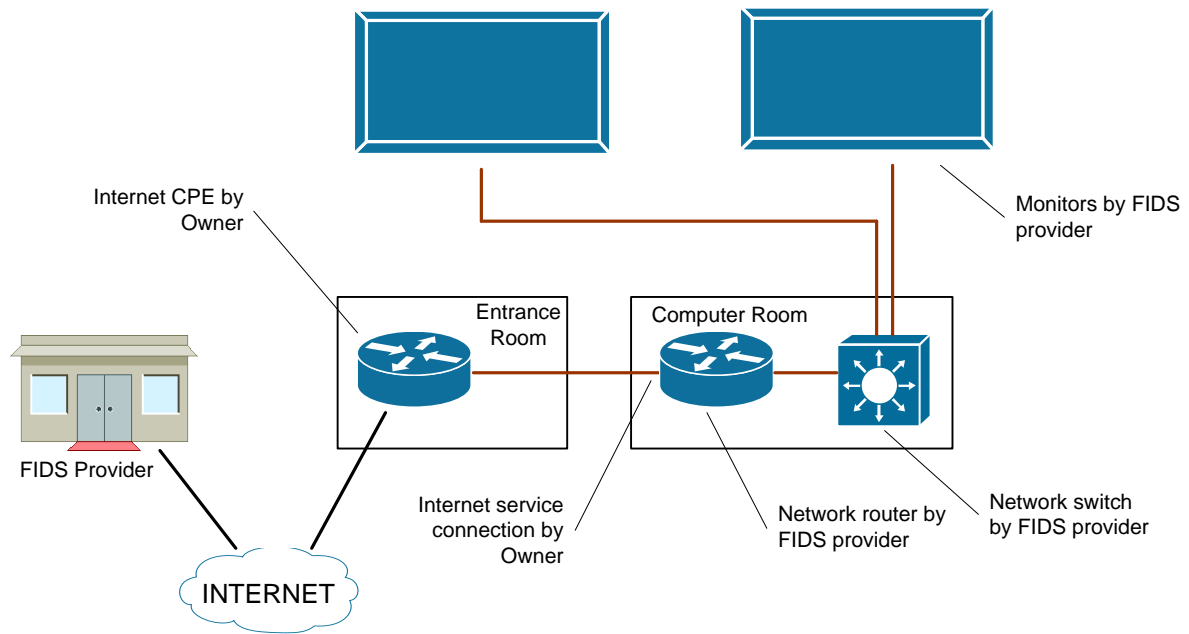 Internet CPE by
Owner
Monitors by FIDS
provider
Entrance
Room
Computer Room
FIDS Provider
Internet service
connection by
Owner
Network router by
FIDS provider
Network switch
by FIDS provider
INTERNET